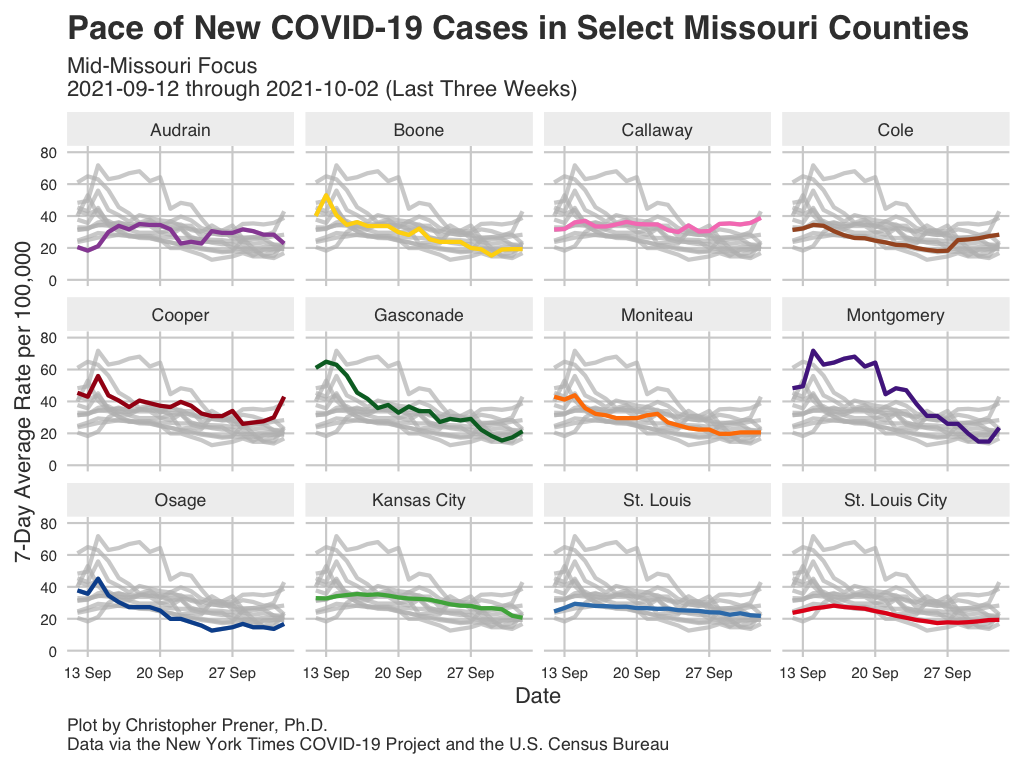 Pace of New COVID-19 Cases in Select Missouri Counties
Mid-Missouri Focus
2021-09-12 through 2021-10-02 (Last Three Weeks)
7-Day Average Rate per 100,000
Audrain
Boone
Callaway
Cole
80
60
40
20
0
Cooper
Gasconade
Moniteau
Montgomery
80
60
40
20
0
Osage
Kansas City
St. Louis
St. Louis City
80
60
40
20
0
13 Sep 20 Sep 27 Sep
13 Sep 20 Sep 27 Sep
13 Sep 20 Sep 27 Sep
13 Sep 20 Sep 27 Sep
Date
Plot by Christopher Prener, Ph.D.
Data via the New York Times COVID-19 Project and the U.S. Census Bureau